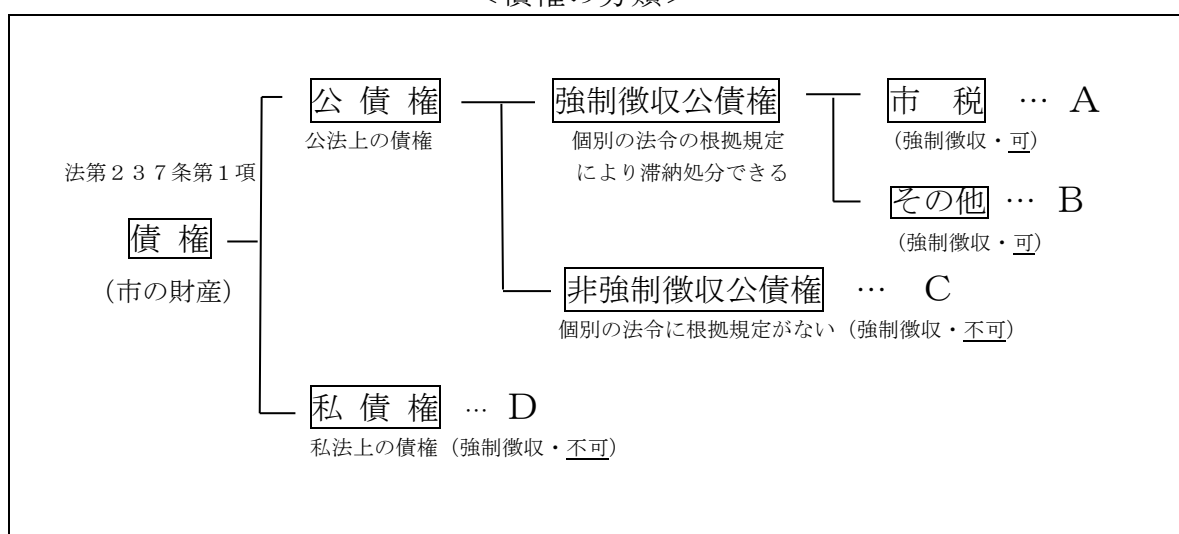 <債権の分類>
公債権 強制徴収公債権 市 税 … A
公法上の債権 個別の法令の根拠規定 (強制徴収・可)
法第237条第1項 により滞納処分できる
その他 … B
債 権 (強制徴収・可)
(市の財産) 非強制徴収公債権 … C
個別の法令に根拠規定がない(強制徴収・不可)
私債権 … D
私法上の債権(強制徴収・不可)